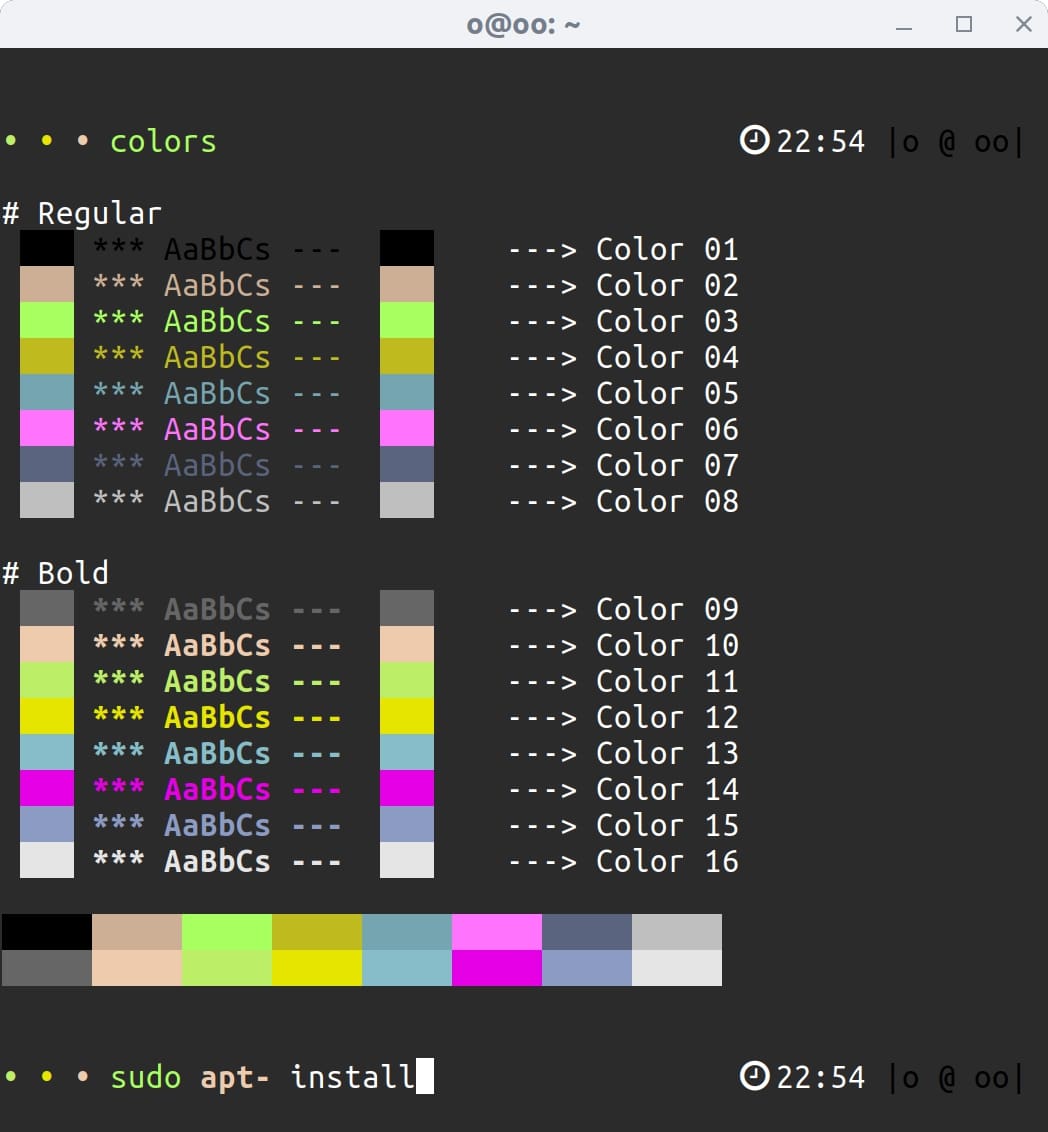 o@oo: ~
• • • colors 22:54 |o @ oo|
# Regular
*** AaBbCs --- ---> Color 01
*** AaBbCs --- ---> Color 02
*** AaBbCs --- ---> Color 03
*** AaBbCs --- ---> Color 04
*** AaBbCs --- ---> Color 05
*** AaBbCs --- ---> Color 06
*** AaBbCs --- ---> Color 07
*** AaBbCs --- ---> Color 08
# Bold
*** AaBbCs --- ---> Color 09
*** AaBbCs --- ---> Color 10
*** AaBbCs --- ---> Color 11
*** AaBbCs --- ---> Color 12
*** AaBbCs --- ---> Color 13
*** AaBbCs --- ---> Color 14
*** AaBbCs --- ---> Color 15
*** AaBbCs --- ---> Color 16
• • • sudo apt- install 22:54 |o @ oo|